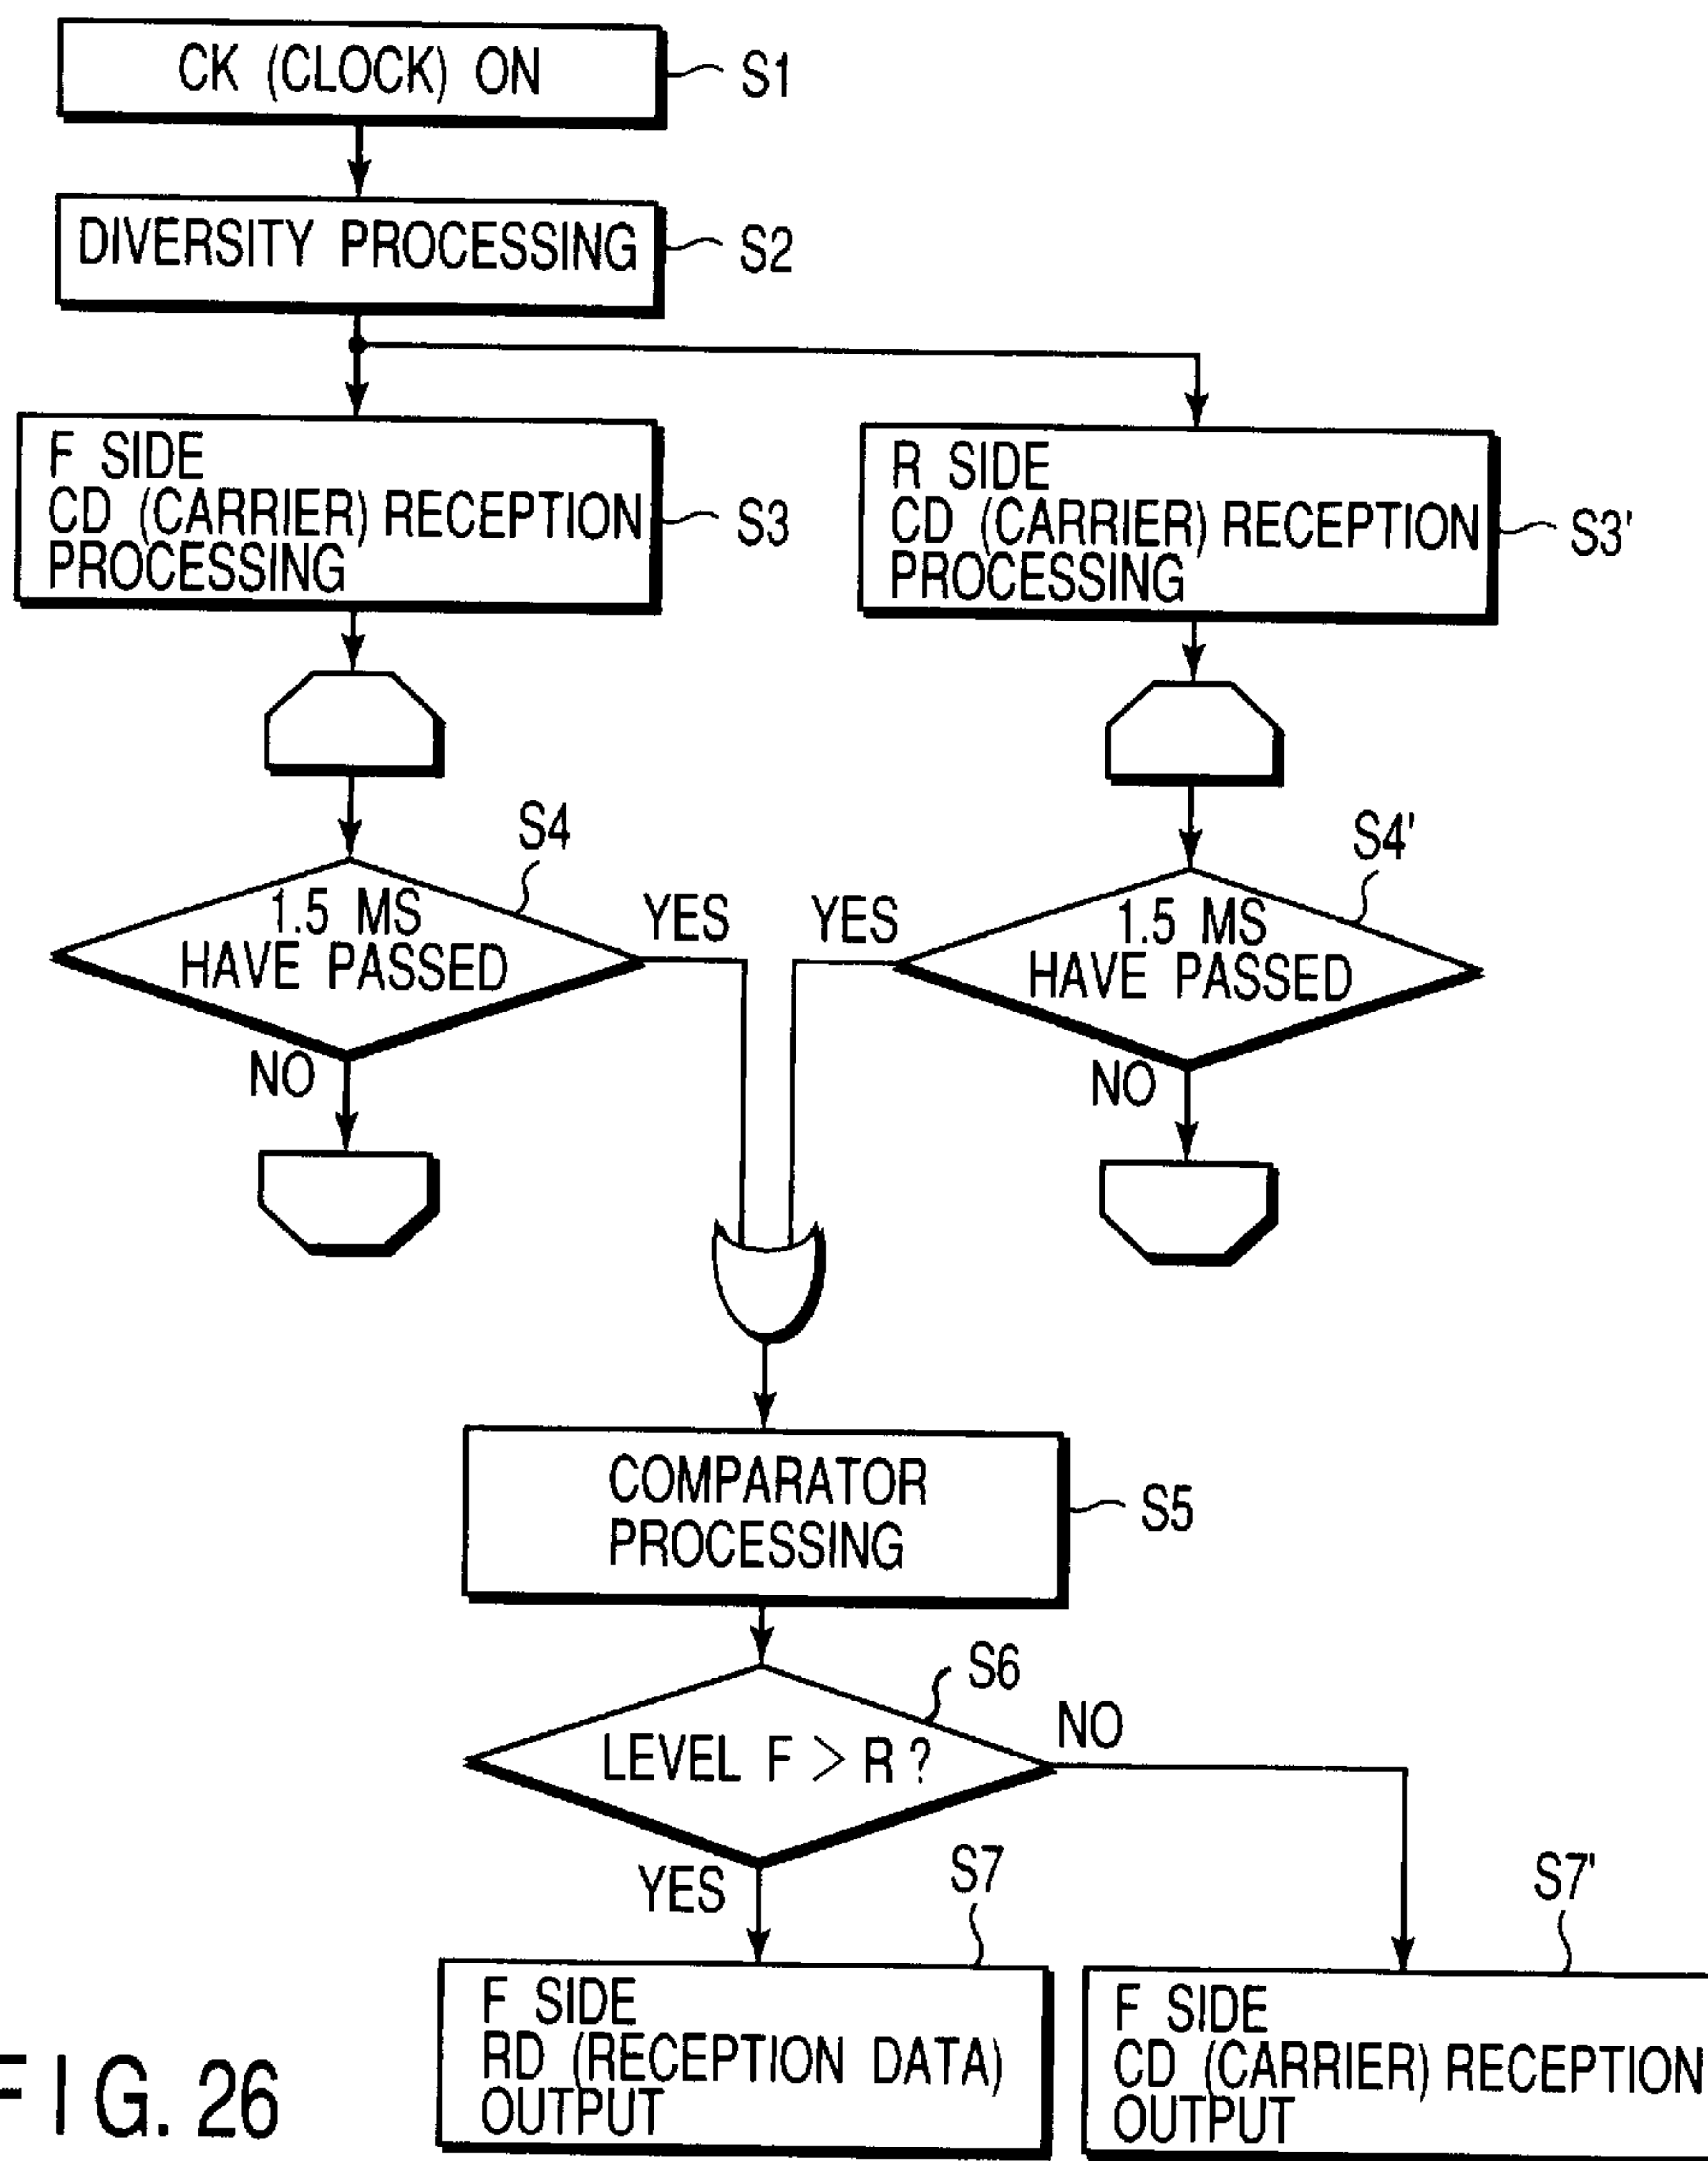 CK (CLOCK) ON
S1
DIVERSITY PROCESSING
S2
F SIDE
CD (CARRIER) RECEPTION
PROCESSING
S3
R SIDE
CD (CARRIER) RECEPTION
PROCESSING
S3'
S4
1.5 MS
HAVE PASSED
YES
NO
S4'
YES
1.5 MS
HAVE PASSED
NO
COMPARATOR
PROCESSING
S5
S6
LEVEL F > R ?
NO
YES
S7
F SIDE
RD (RECEPTION DATA)
OUTPUT
S7'
F SIDE
CD (CARRIER) RECEPTION
OUTPUT
FIG. 26